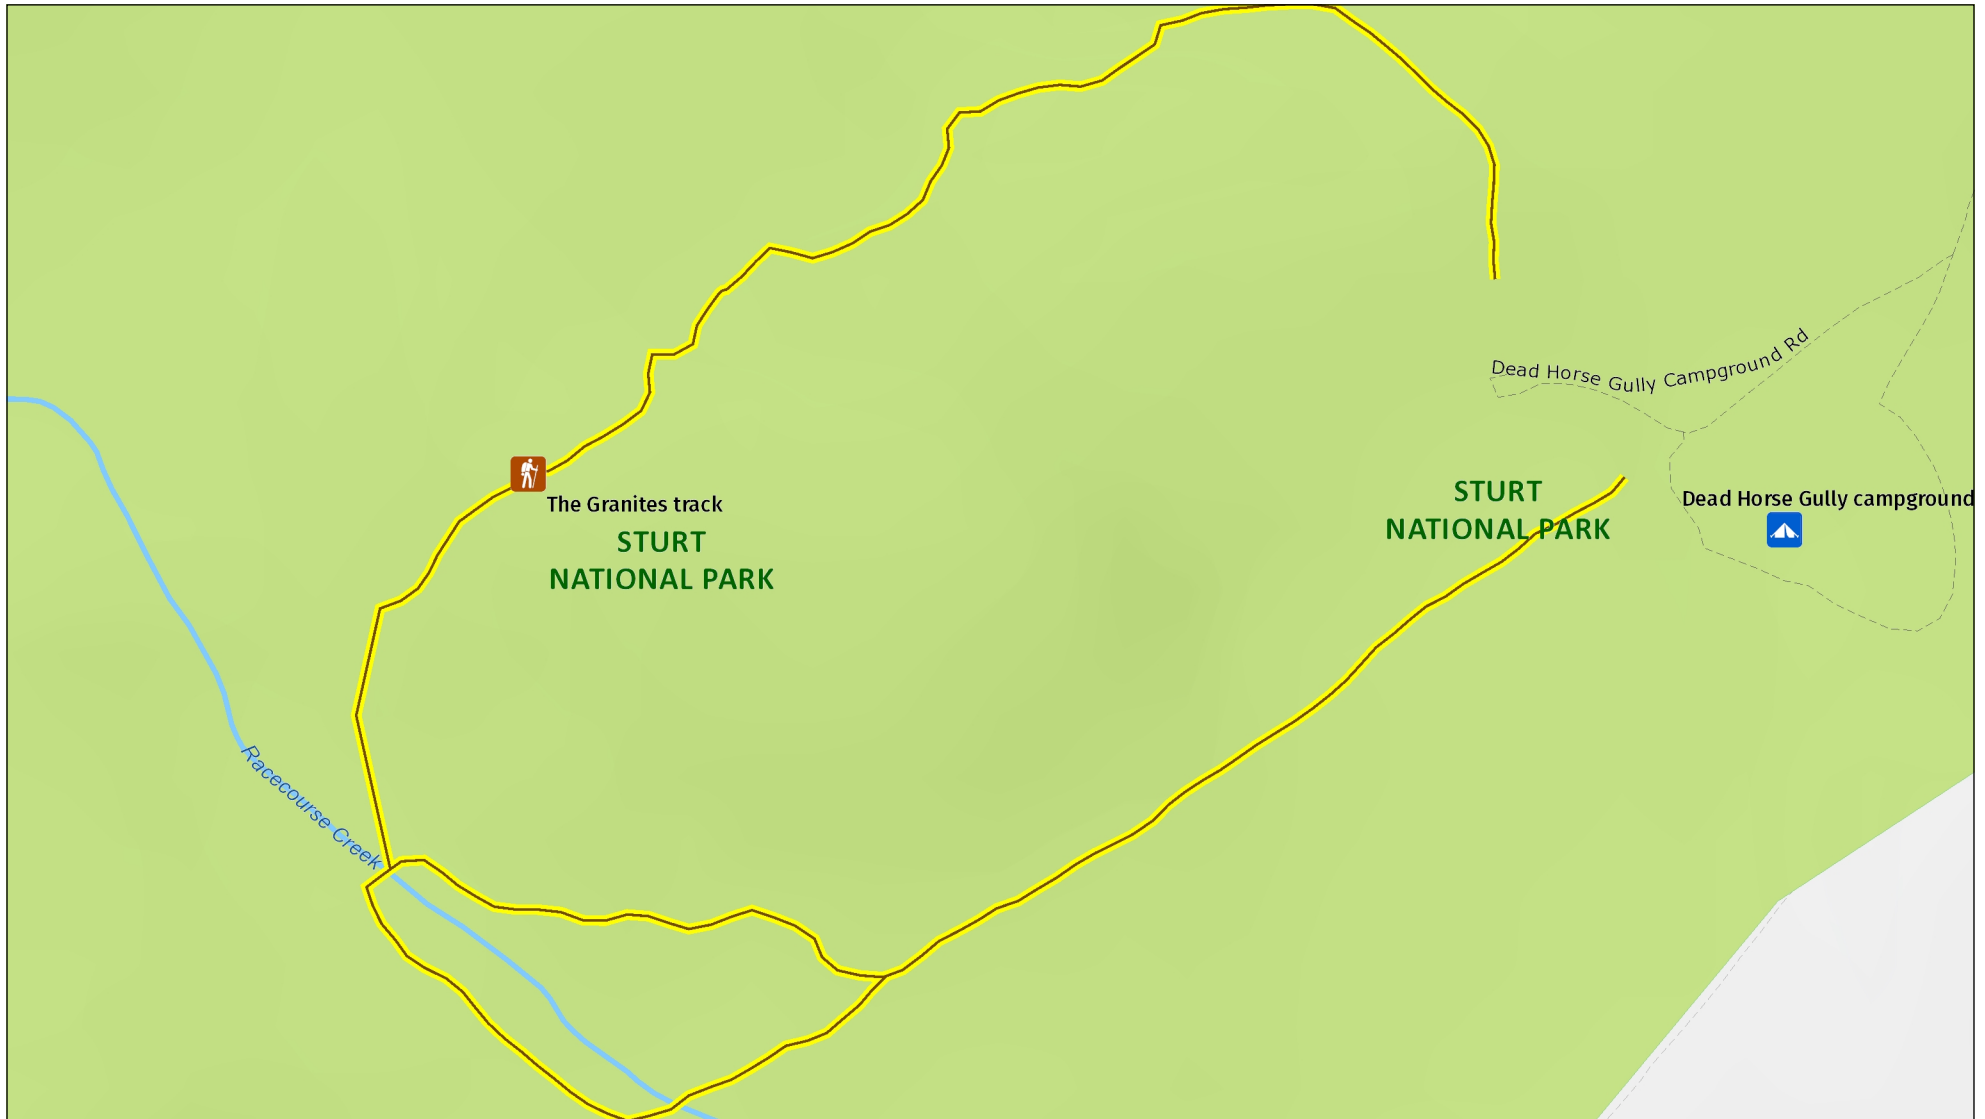 Dead Horse Gully Campground Rd
STURT
NATIONAL PARK
Dead Horse Gully campground
The Granites track
STURT
NATIONAL PARK
Racecourse Creek